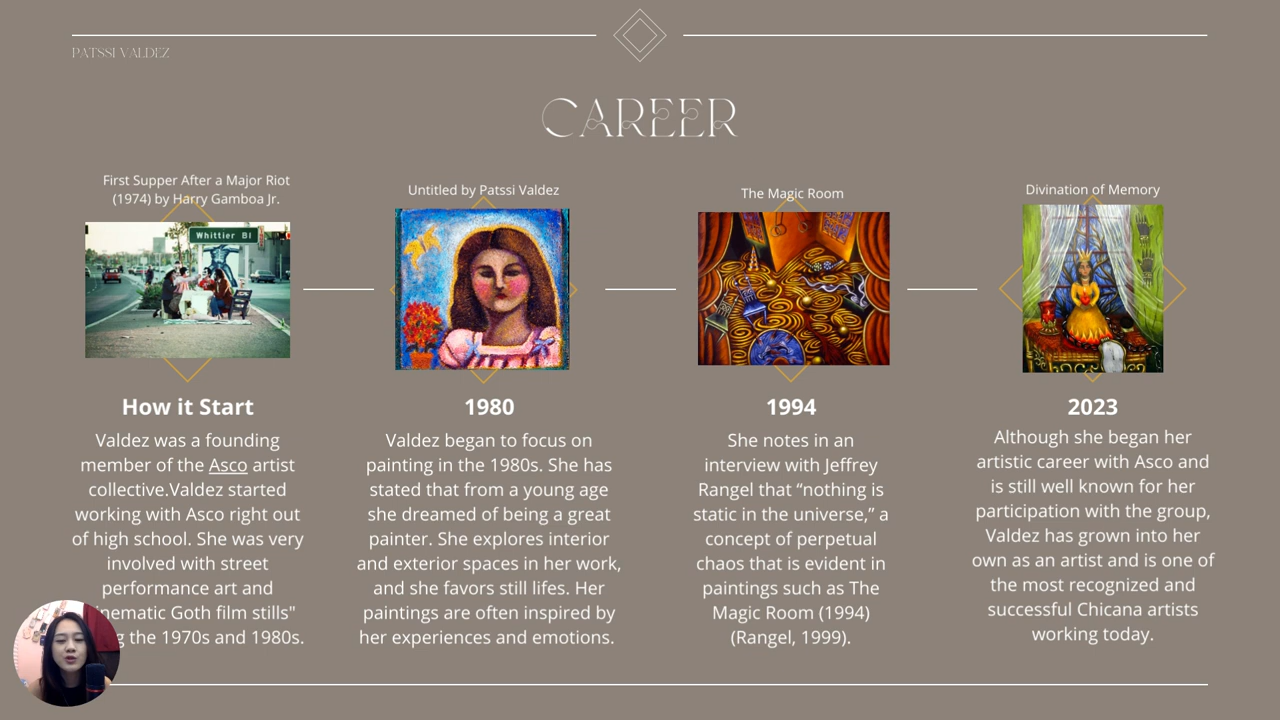 PATSSI VALDEZ
CAREER
First Supper After a Major Riot
(1974) by Harry Gamboa Jr.
Whittier Bl
How it Start
Valdez was a founding
member of the Asco artist
collective.Valdez started
working with Asco right out
of high school. She was very
involved with street
performance art and
Goth film stills"
the 1970s and 1980s.
Untitled by Patssi Valdez
1980
Valdez began to focus on
painting in the 1980s. She has
stated that from a young age
she dreamed of being a great
painter. She explores interior
and exterior spaces in her work,
and she favors still lifes. Her
paintings are often inspired by
her experiences and emotions.
The Magic Room
1994
She notes in an
interview with Jeffrey
Rangel that “nothing is
static in the universe,” a
concept of perpetual
chaos that is evident in
paintings such as The
Magic Room (1994)
(Rangel, 1999).
Divination of Memory
2023
Although she began her
artistic career with Asco and
is still well known for her
participation with the group,
Valdez has grown into her
own as an artist and is one of
the most recognized and
successful Chicana artists
working today.